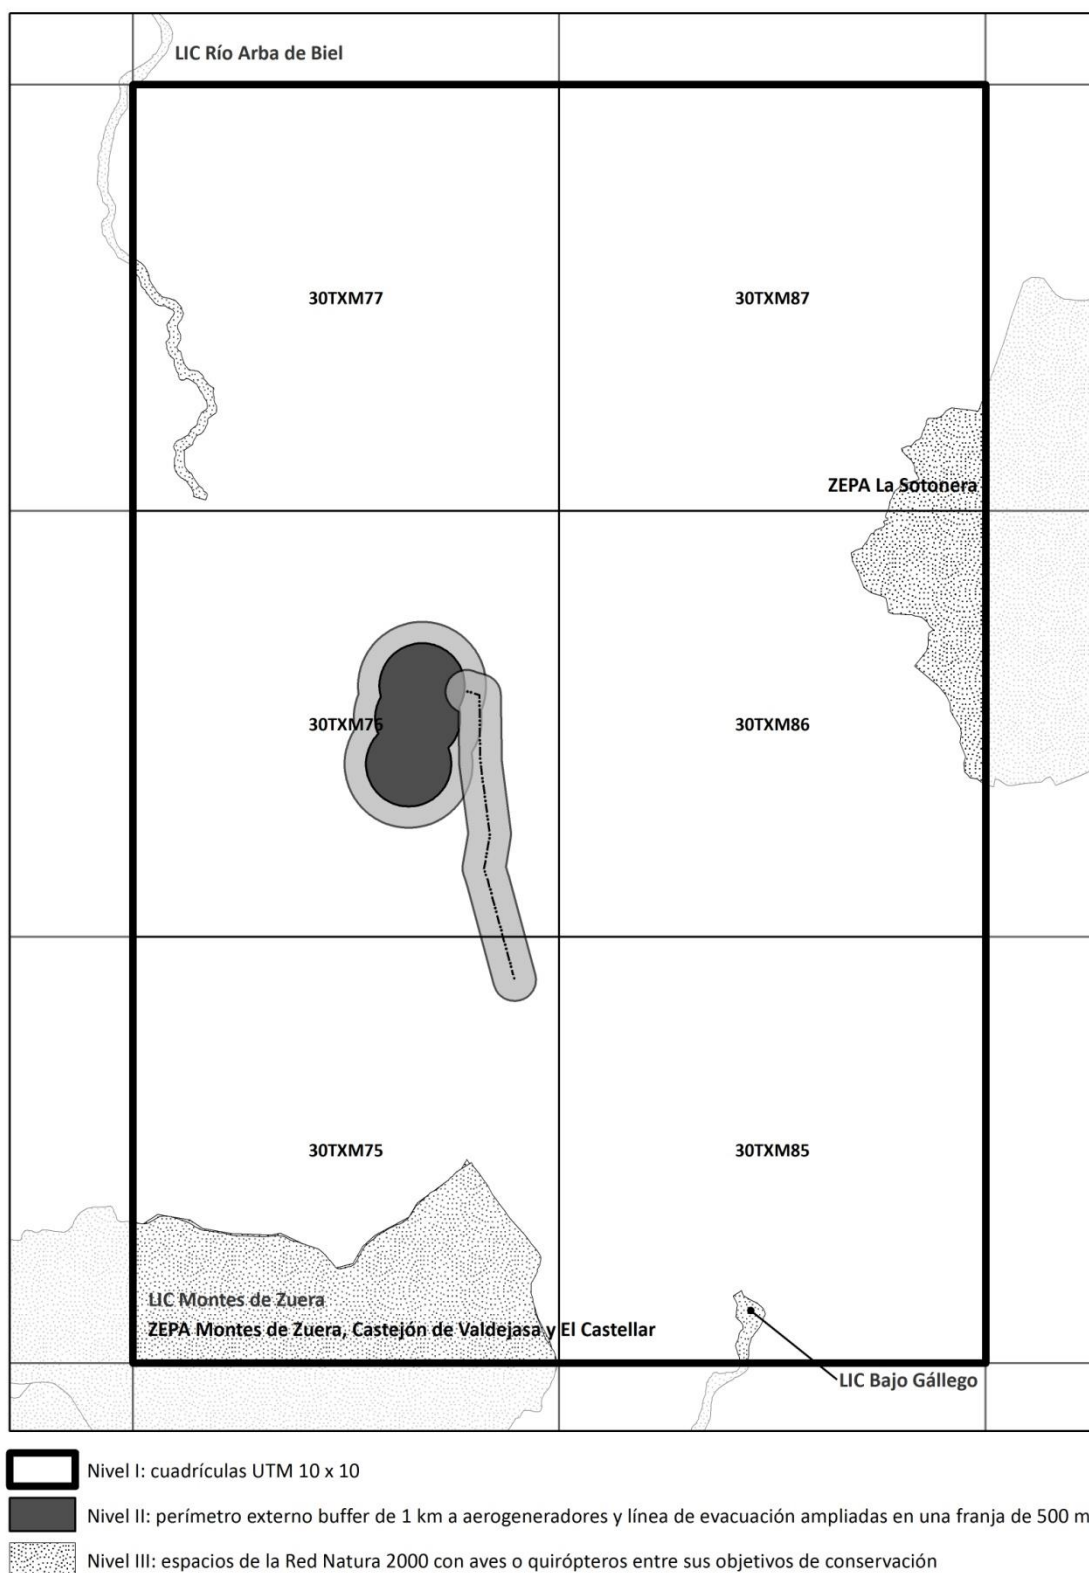 LIC Río Arba de Biel
30TXM77
30TXM87
ZEPA La Sotonera
30TXM76
30TXM86
30TXM75
30TXM85
LIC Montes de Zuera
ZEPA Montes de Zuera, Castejón de Valdejasa y El Castellar
LIC Bajo Gállego
Nivel I: cuadrículas UTM 10 x 10
Nivel II: perímetro externo buffer de 1 km a aerogeneradores y línea de evacuación ampliadas en una franja de 500 m
Nivel III: espacios de la Red Natura 2000 con aves o quirópteros entre sus objetivos de conservación